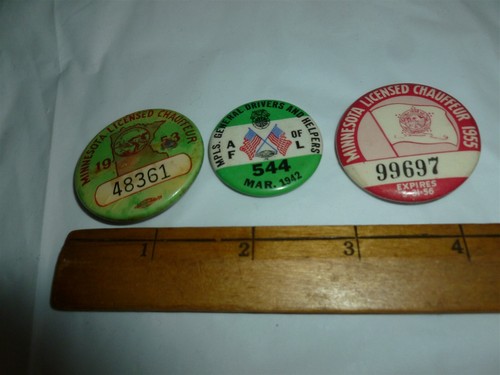 MINNESOTA LICENSED CHAUFFEUR
19
48361
MPLS. GENERAL DRIVERS AND HELPERS
A OF
F L
544
MAR. 1942
MINNESOTA LICENSED CHAUFFEUR 1955
99697
EXPIRES
1 2 3 4